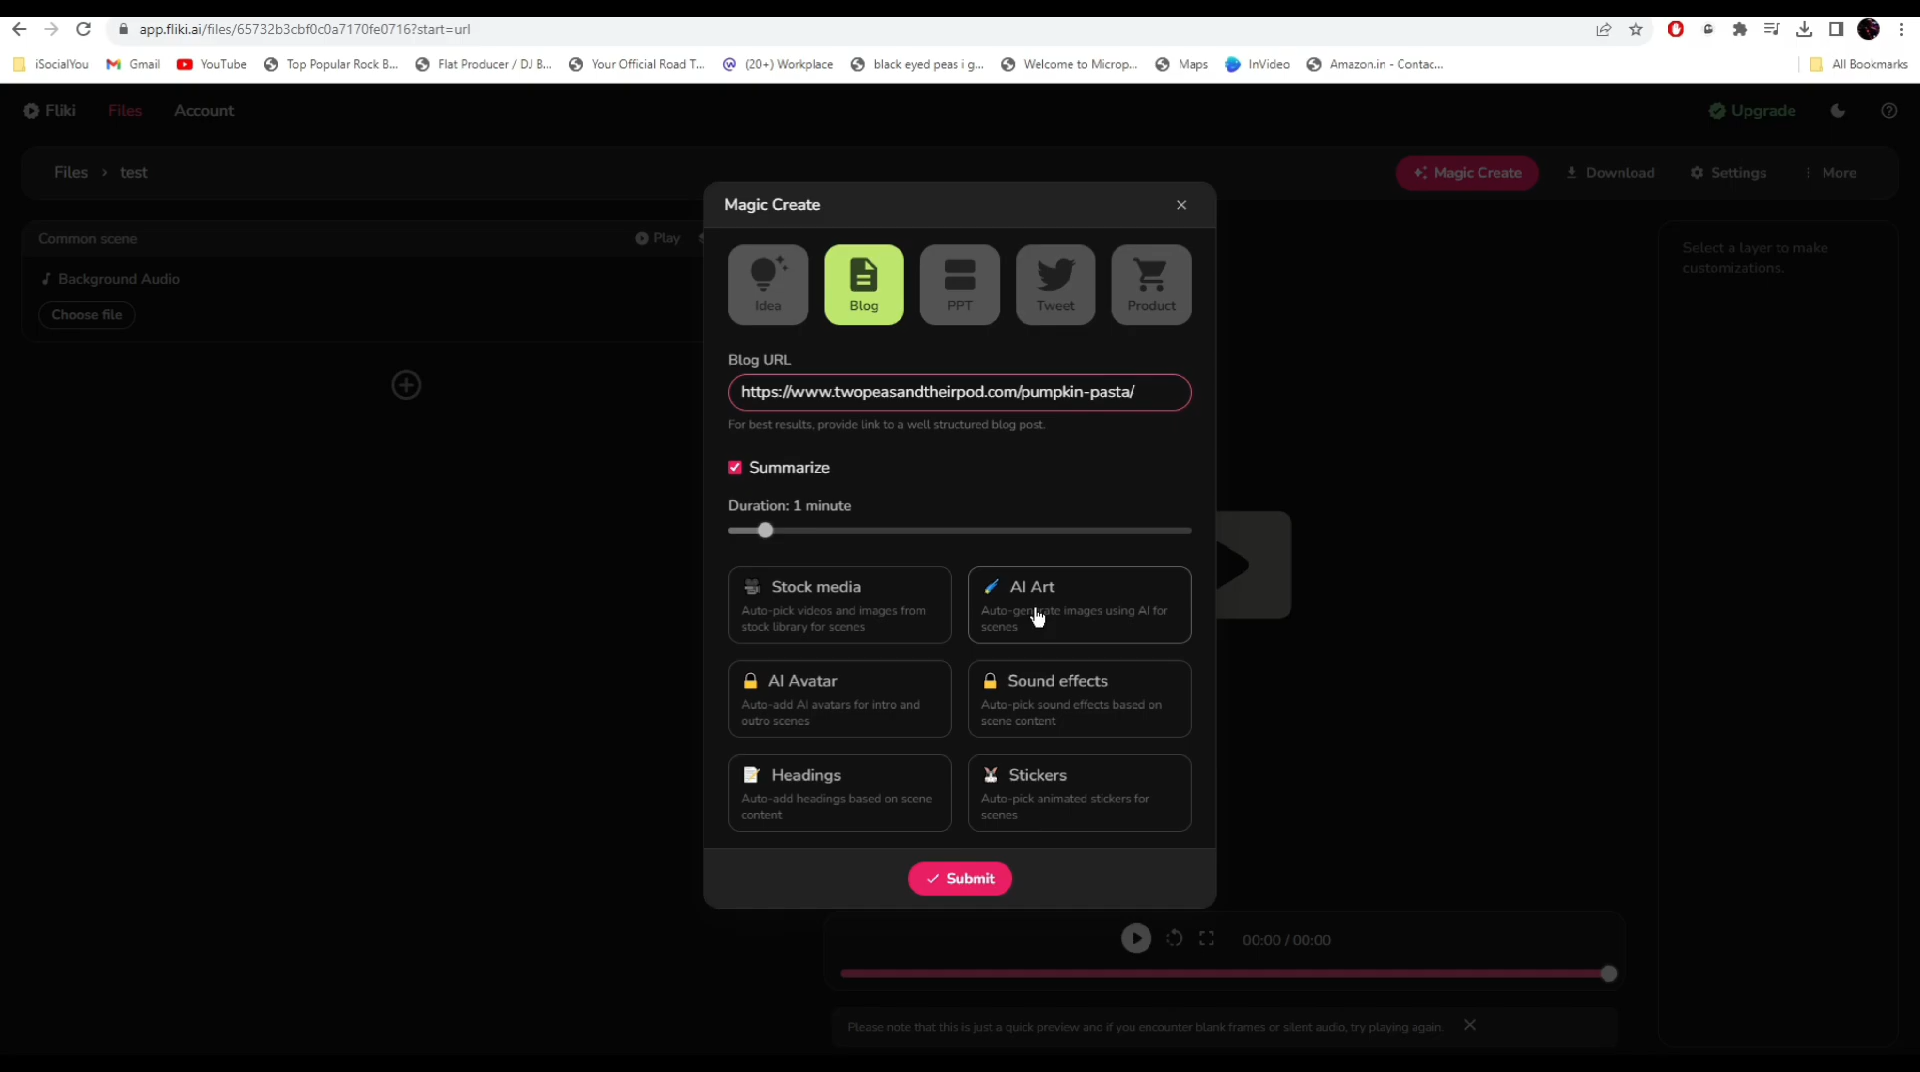 app.fliki.ai/files/65732b3cbf0c0a7170fe0716?start=url
iSocialYou
Gmail
YouTube
Top Popular Rock B...
Flat Producer / DJ B...
Your Official Road T...
(20+) Workplace
black eyed peas i g...
Welcome to Microp...
Maps
InVideo
Amazon.in - Contac...
All Bookmarks
Fliki
Files
Account
Upgrade
Files › test
Magic Create
Download
Settings
More
Common scene
Play
Background Audio
Choose file
Magic Create
Idea
Blog
PPT
Tweet
Product
Blog URL
https://www.twopeasandtheirpod.com/pumpkin-pasta/
For best results, provide link to a well structured blog post.
Summarize
Duration: 1 minute
Stock media
Auto-pick videos and images from
stock library for scenes
AI Art
Auto-generate images using AI for
scenes
AI Avatar
Auto-add AI avatars for intro and
outro scenes
Sound effects
Auto-pick sound effects based on
scene content
Headings
Auto-add headings based on scene
content
Stickers
Auto-pick animated stickers for
scenes
Submit
Select a layer to make
customizations.
00:00 / 00:00
Please note that this is just a quick preview and if you encounter blank frames or silent audio, try playing again.